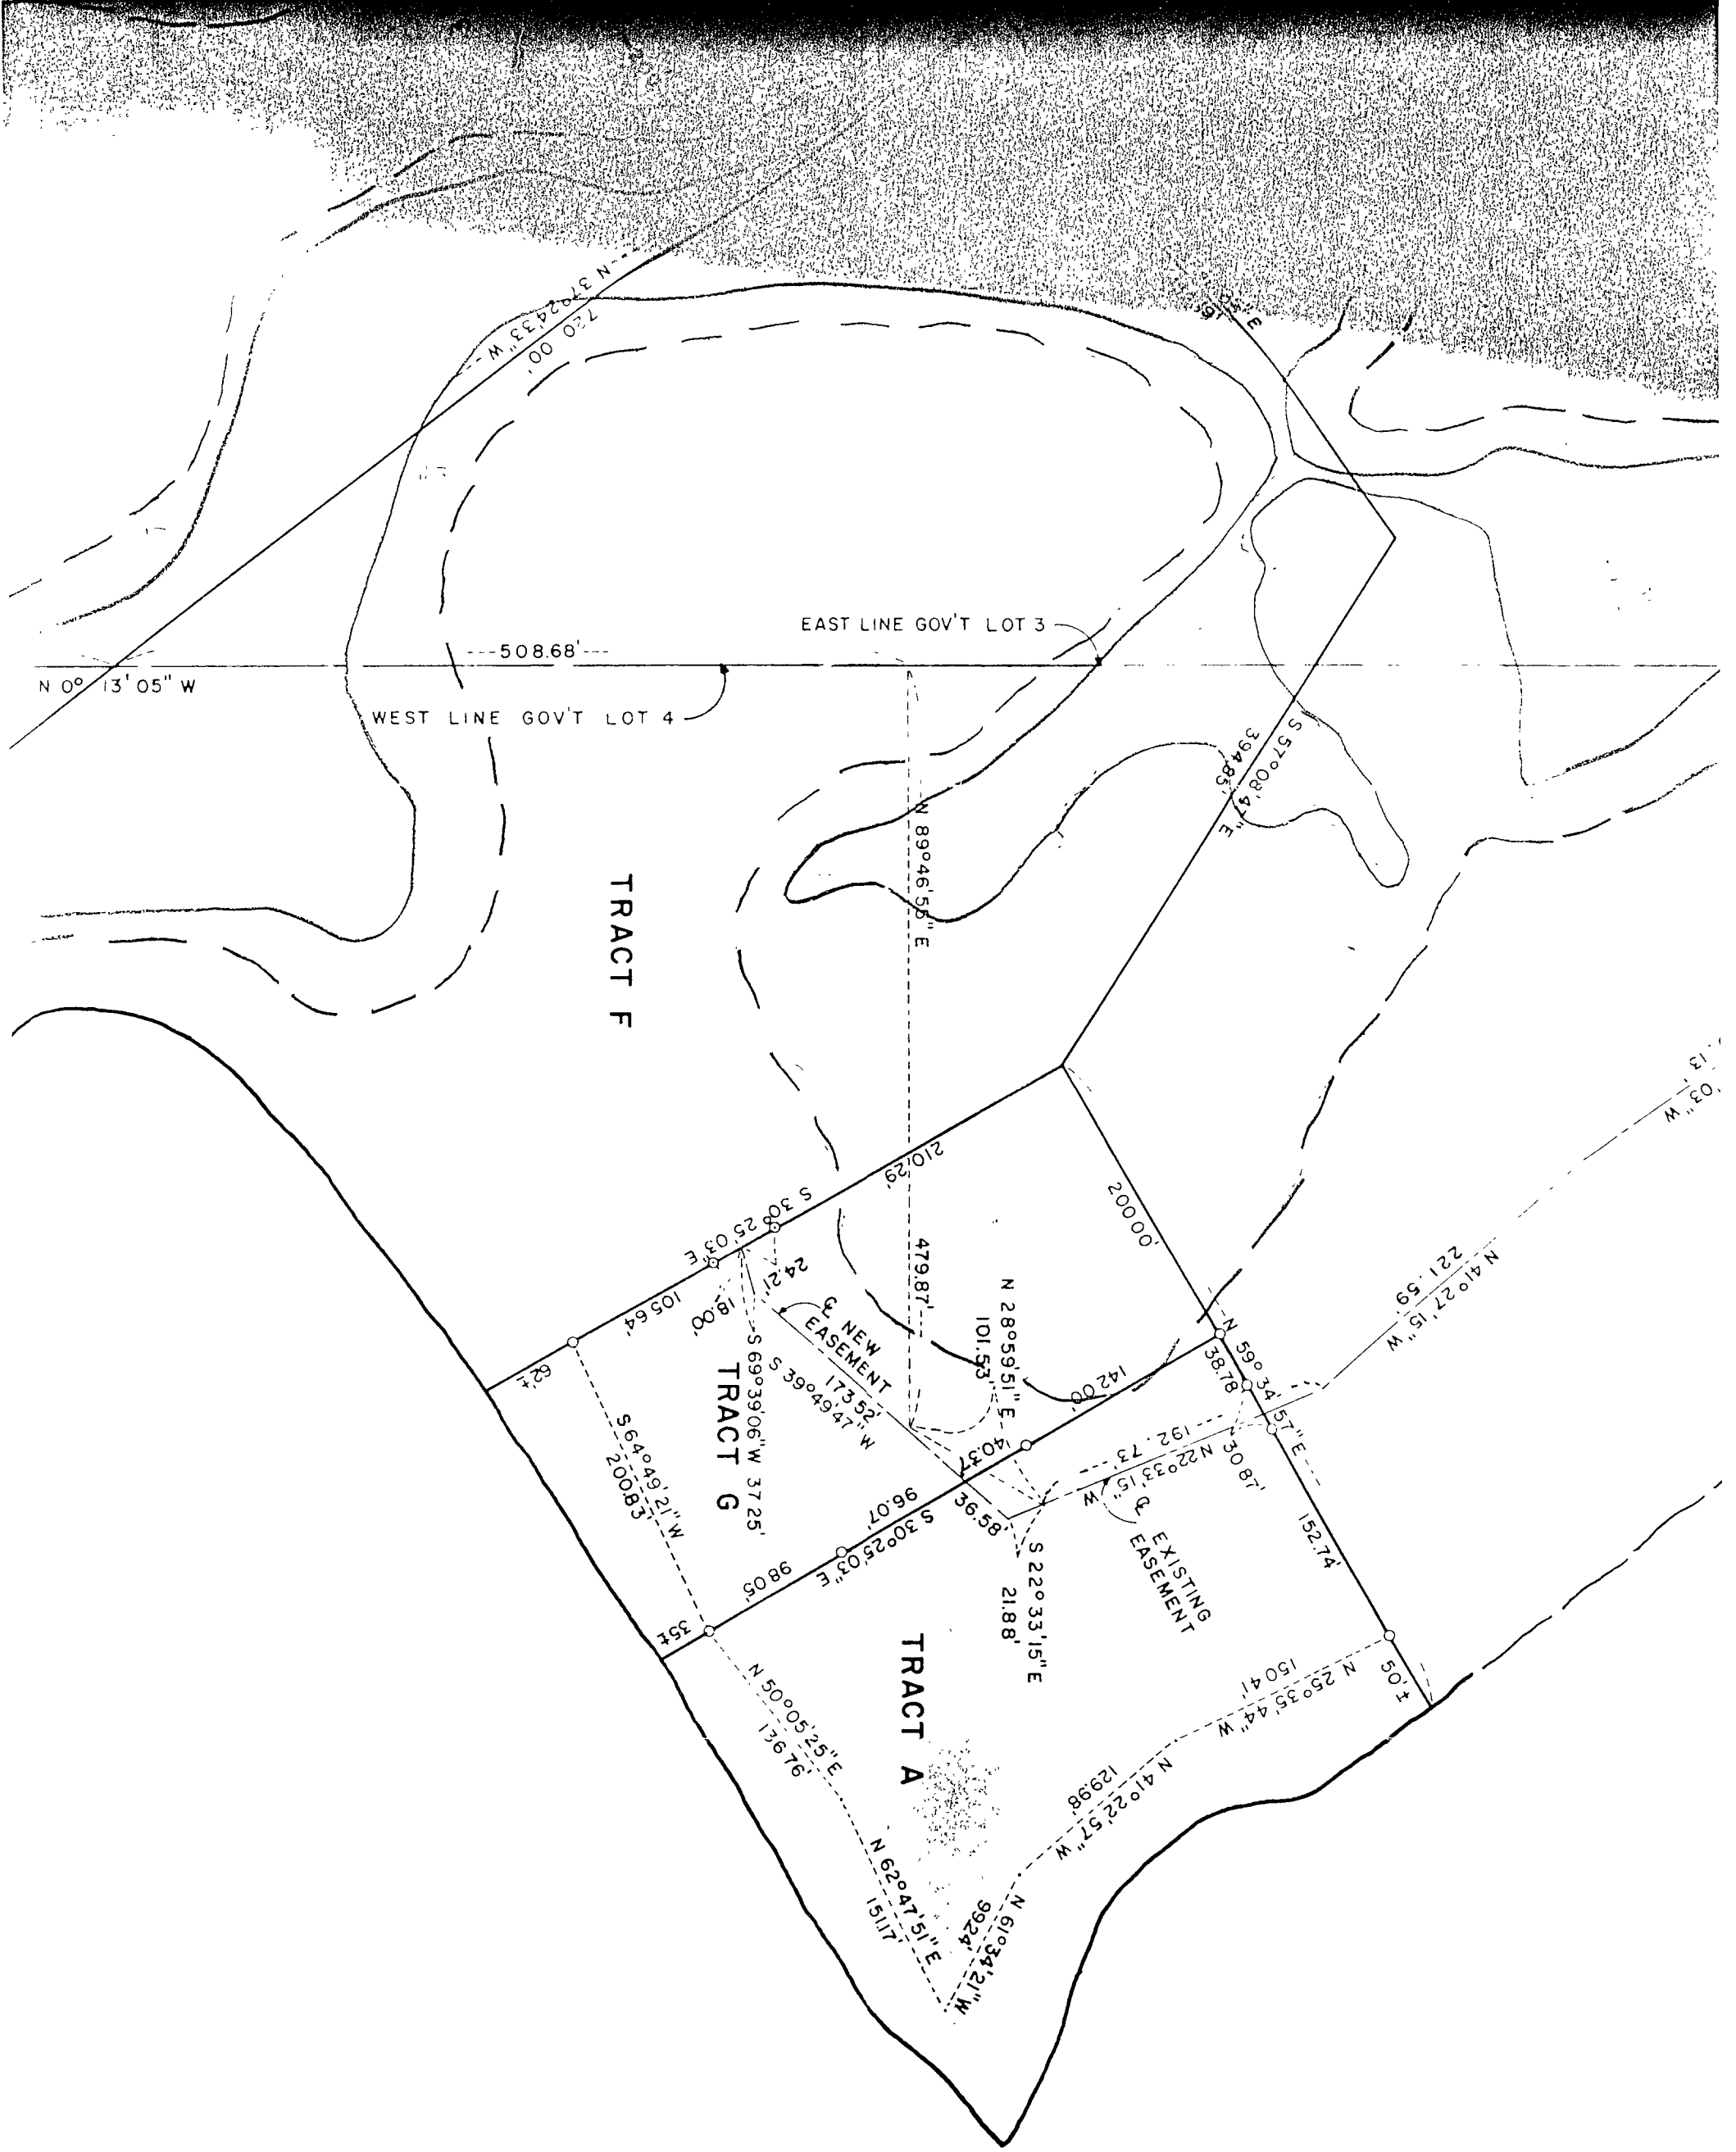 N 37°24'33" W
720 00'
EAST LINE GOV'T LOT 3
---508.68'---
N 0° 13' 05" W
WEST LINE GOV'T LOT 4
S 57°08'47"E
394.85'
N 89°46'55" E
479.87'
TRACT F
210.29'
S 30° 25 03"E
200 00'
24.21'
18.00'
105 64'
62'±
℄ NEW
EASEMENT
173 52'
S 39°49'47" W
S 69°39'06"W 37 25'
TRACT G
N 28°59'51" E
101.53'
142 00'
40.37'
36.58'
96.07'
S 30°25'03"E
98 05'
35±
S 64°49'21"W
200.83'
N 59° 34' 57"E
38.78
30 87'
152.74'
50'±
N 41°27'15" W
221.59'
192.73'
N22°33'15" W
℄ EXISTING
EASEMENT
S 22°33'15"E
21.88'
TRACT A
N 25°35'44" W
150 41'
N 41°22'57" W
129.98'
N 61°34'21"W
99 24'
N 62°47'51"E
151.17'
N 50°05'25"E
136 76'